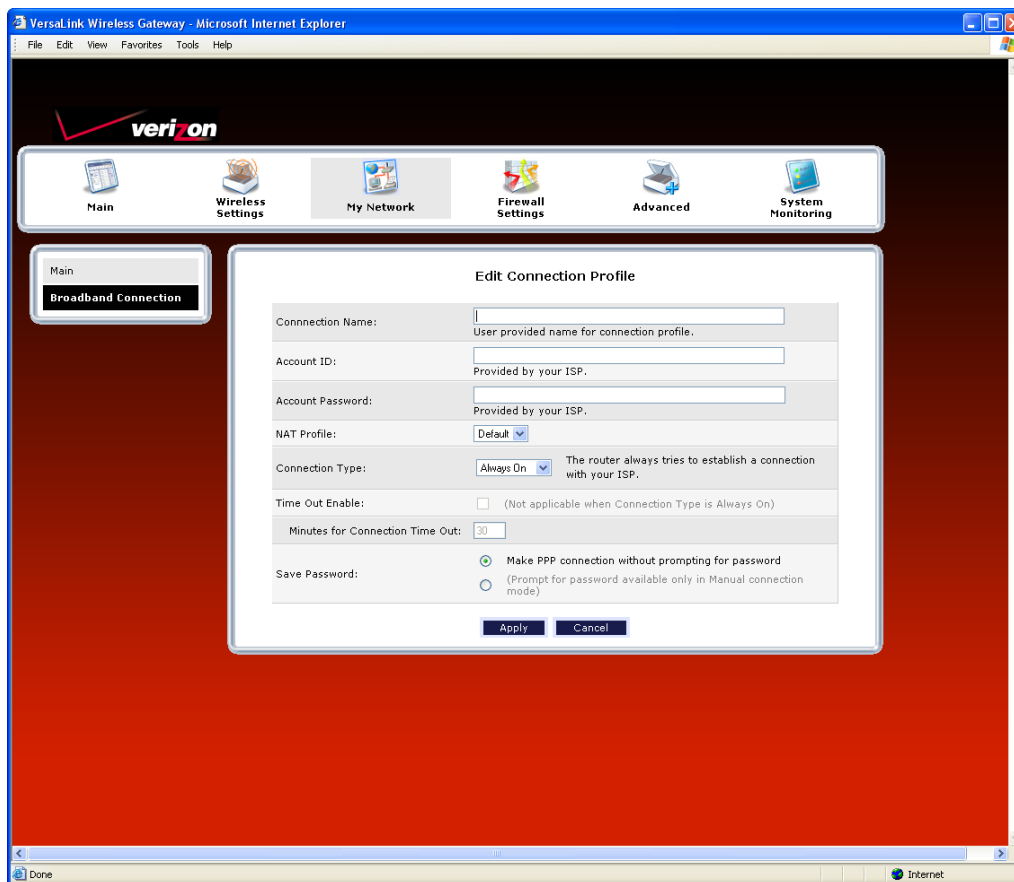 VersaLink Wireless Gateway - Microsoft Internet Explorer
File Edit View Favorites Tools Help
verizon
Main
Wireless
Settings
My Network
Firewall
Settings
Advanced
System
Monitoring
Main
Broadband Connection
Edit Connection Profile
Connnection Name:
User provided name for connection profile.
Account ID:
Provided by your ISP.
Account Password:
Provided by your ISP.
NAT Profile:
Default
Connection Type:
Always On
The router always tries to establish a connection
with your ISP.
Time Out Enable:
(Not applicable when Connection Type is Always On)
Minutes for Connection Time Out:
30
Save Password:
Make PPP connection without prompting for password
(Prompt for password available only in Manual connection
mode)
Apply
Cancel
Done
Internet